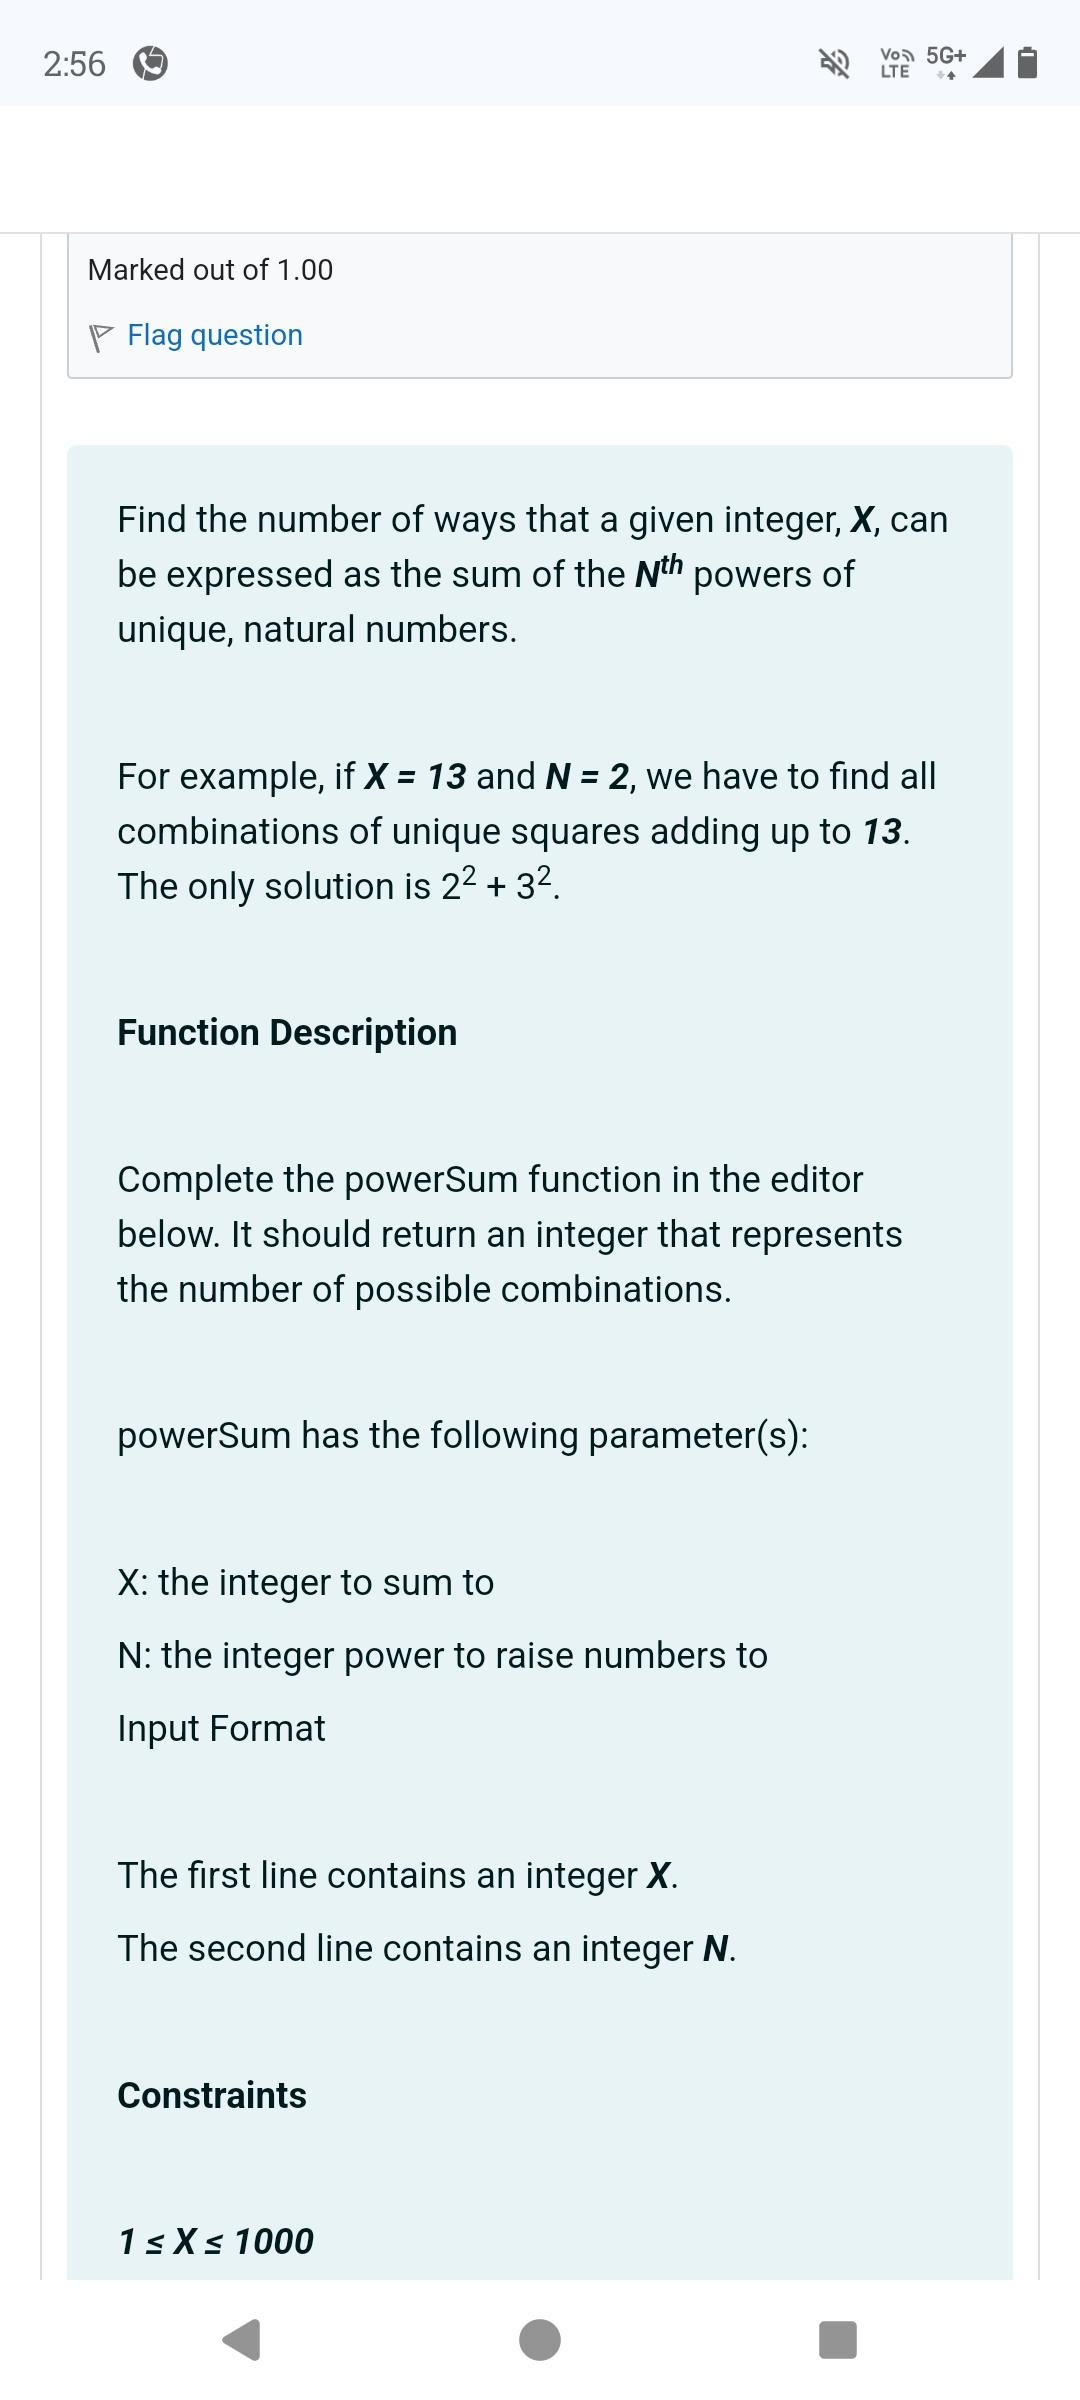 2:56
Vo
LTE
5G+
Marked out of 1.00
Flag question
Find the number of ways that a given integer, X, can
be expressed as the sum of the Nth powers of
unique, natural numbers.
For example, if X = 13 and N = 2, we have to find all
combinations of unique squares adding up to 13.
The only solution is 2² + 3².
Function Description
Complete the powerSum function in the editor
below. It should return an integer that represents
the number of possible combinations.
powerSum has the following parameter(s):
X: the integer to sum to
N: the integer power to raise numbers to
Input Format
The first line contains an integer X.
The second line contains an integer N.
Constraints
1 ≤ X ≤ 1000